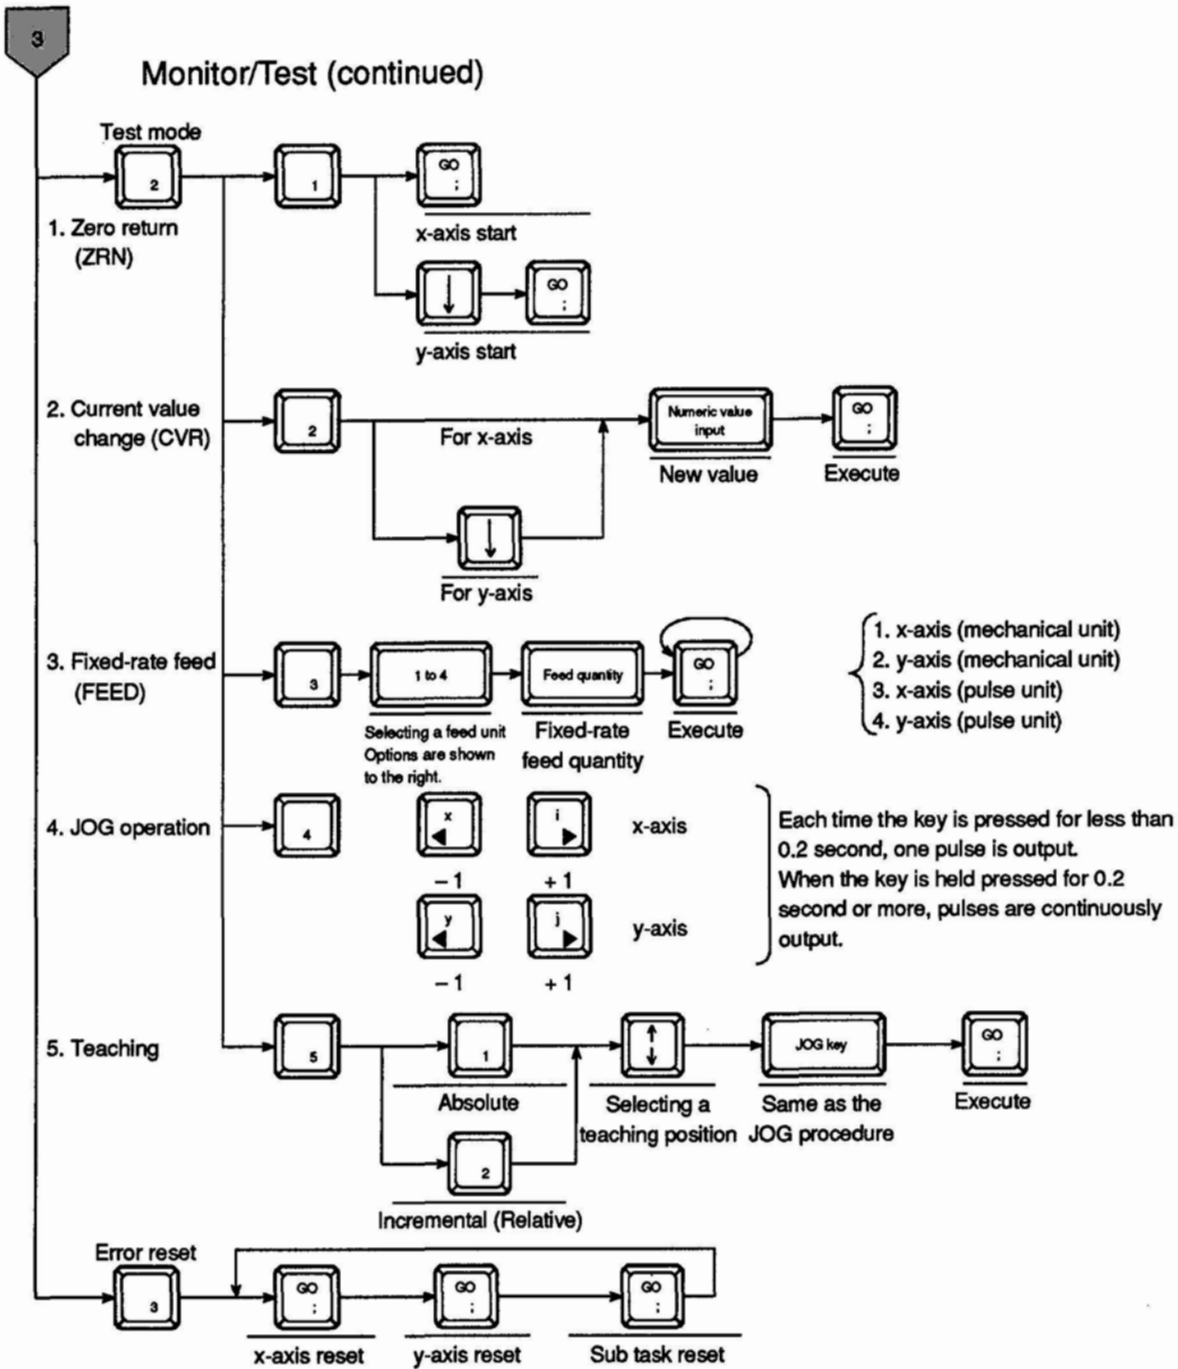 3
Monitor/Test (continued)
Test mode
2
1
GO
;
1. Zero return
(ZRN)
x-axis start
↓
GO
;
y-axis start
2. Current value
change (CVR)
2
For x-axis
Numeric value
input
GO
;
New value
Execute
↓
For y-axis
3. Fixed-rate feed
(FEED)
3
1 to 4
Feed quantity
GO
;
Selecting a feed unit
Options are shown
to the right.
Fixed-rate
feed quantity
Execute
1. x-axis (mechanical unit)
2. y-axis (mechanical unit)
3. x-axis (pulse unit)
4. y-axis (pulse unit)
4. JOG operation
4
x
◀
i
▶
x-axis
– 1
+ 1
y
◀
j
▶
y-axis
– 1
+ 1
Each time the key is pressed for less than
0.2 second, one pulse is output.
When the key is held pressed for 0.2
second or more, pulses are continuously
output.
5. Teaching
5
1
Absolute
↑
↓
Selecting a
teaching position
JOG key
Same as the
JOG procedure
GO
;
Execute
2
Incremental (Relative)
Error reset
3
GO
;
GO
;
GO
;
x-axis reset
y-axis reset
Sub task reset